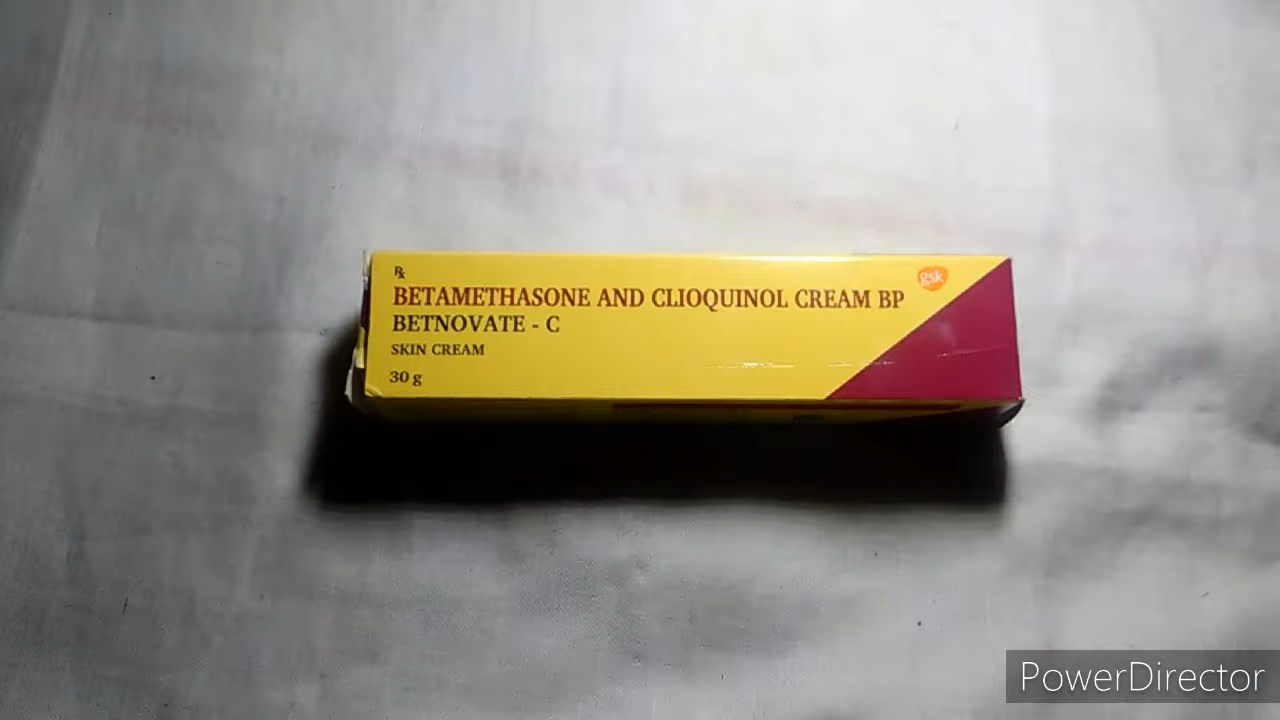 ℞
BETAMETHASONE AND CLIOQUINOL CREAM BP
BETNOVATE - C
SKIN CREAM
30 g
gsk
PowerDirector